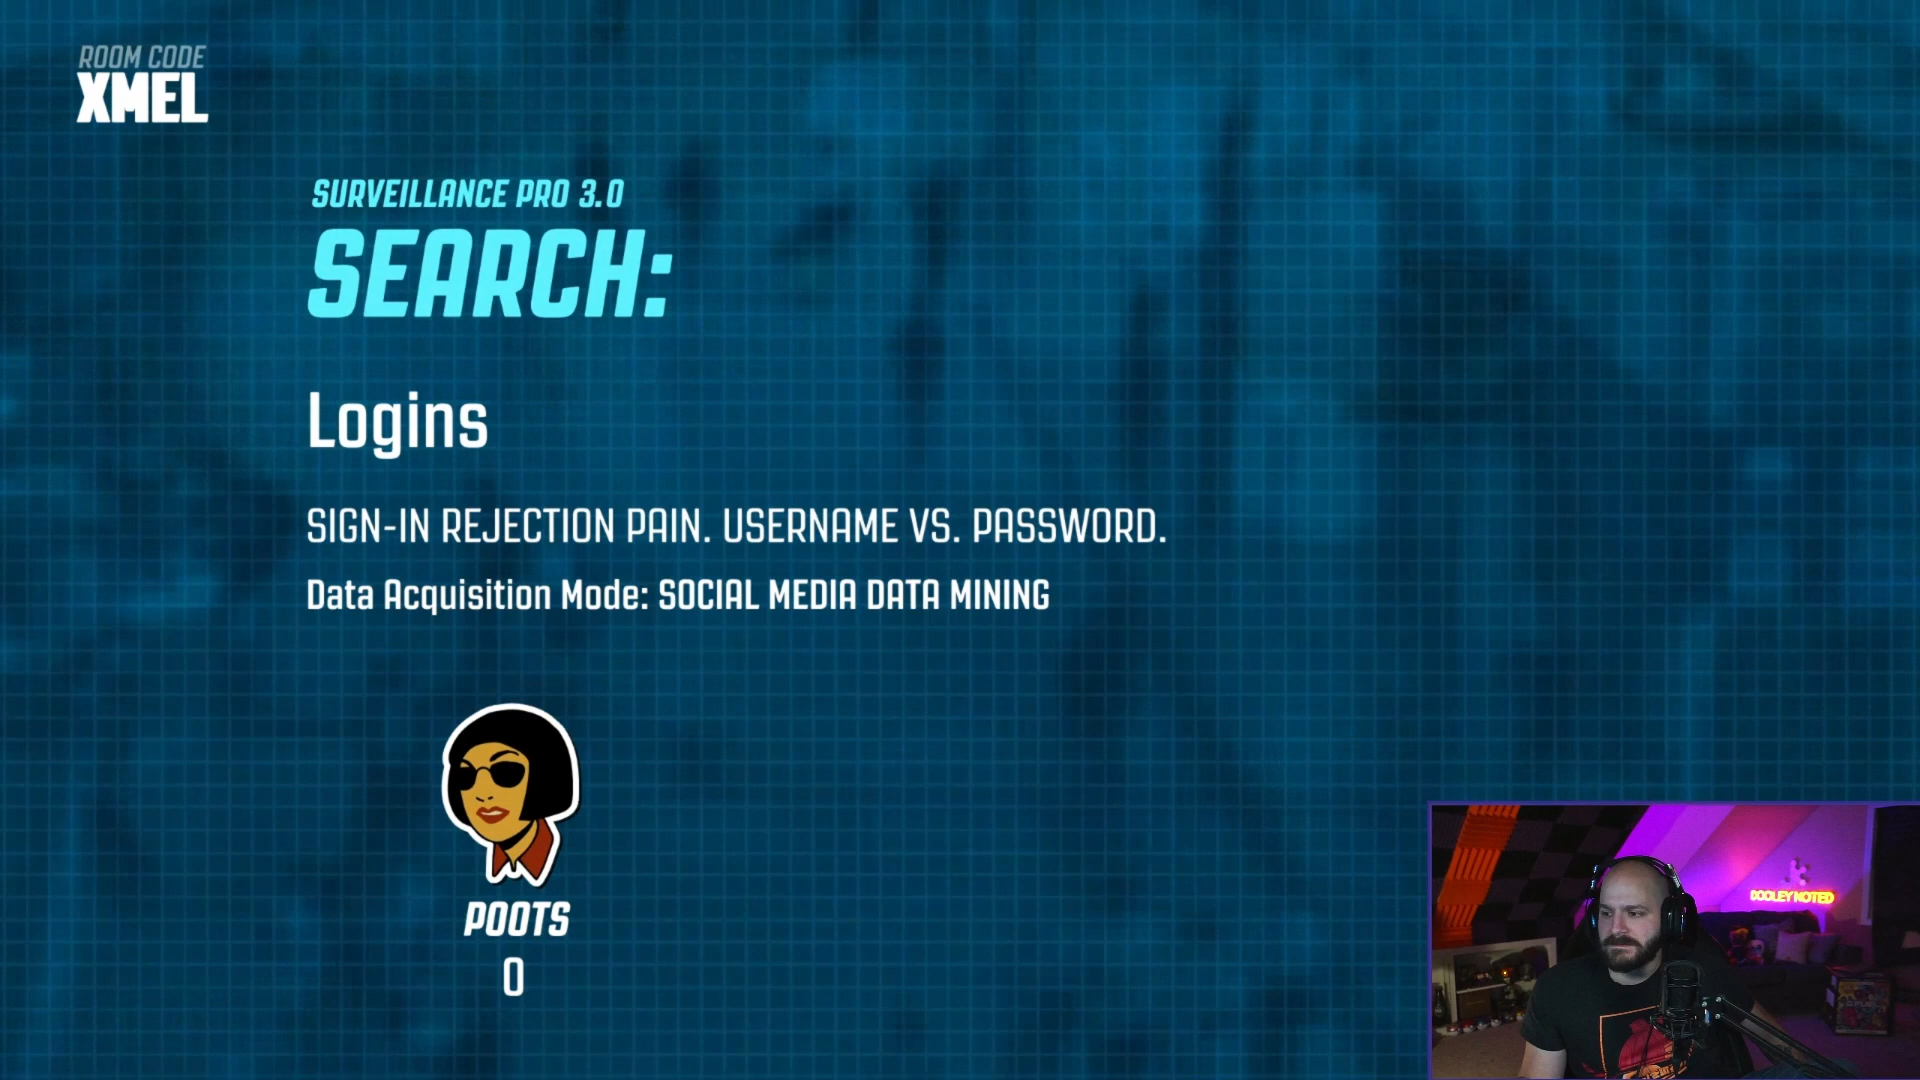 ROOM CODE
XMEL
SURVEILLANCE PRO 3.0
SEARCH:
Logins
SIGN-IN REJECTION PAIN. USERNAME VS. PASSWORD.
Data Acquisition Mode: SOCIAL MEDIA DATA MINING
POOTS
0
DOOLEY NOTED